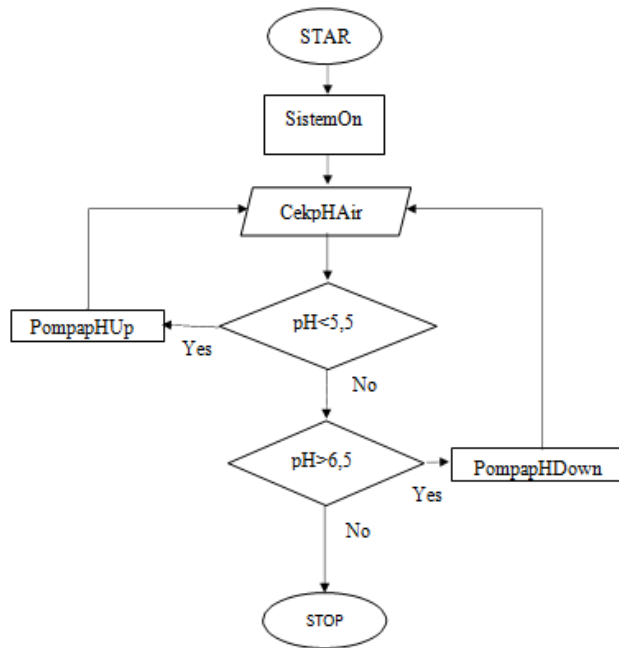 STAR
SistemOn
CekpHAir
pH<5,5
PompapHUp
Yes
No
pH>6,5
PompapHDown
Yes
No
STOP